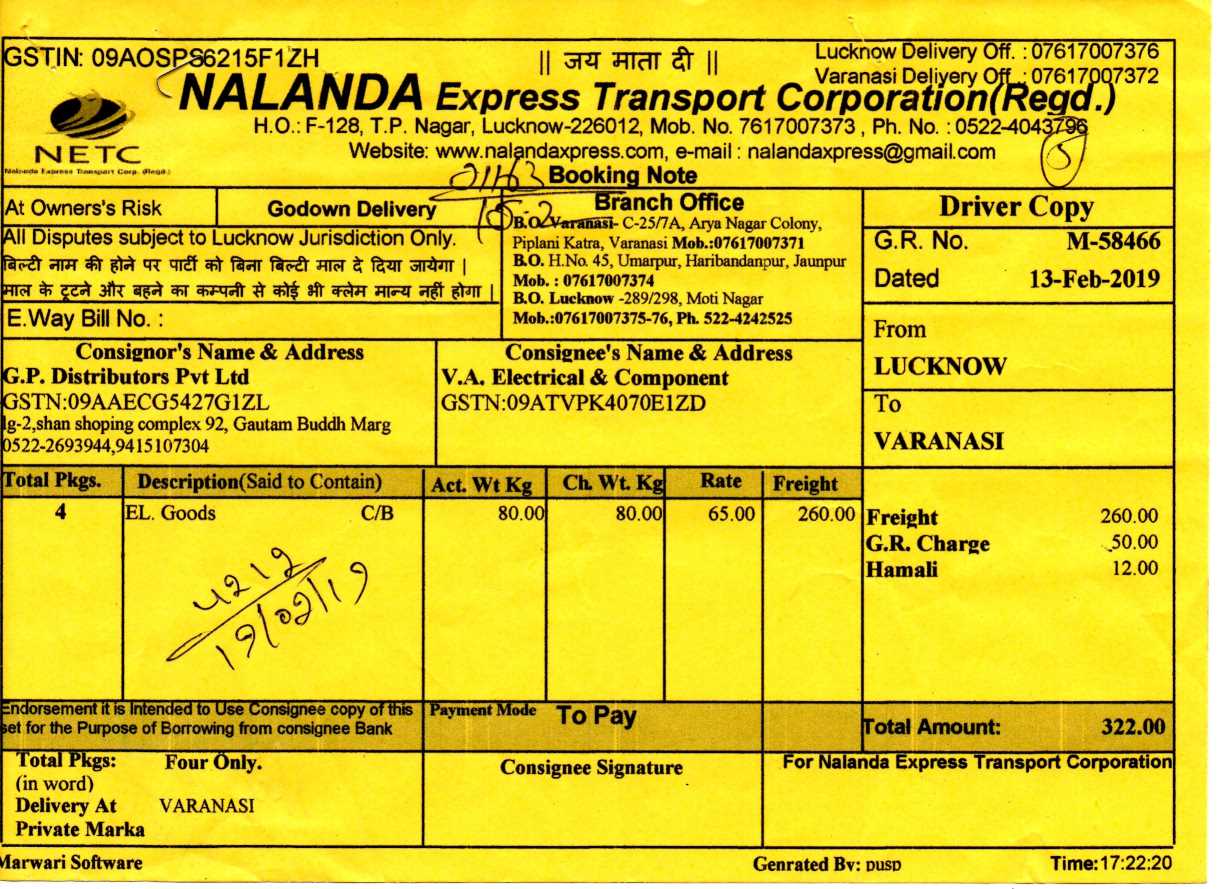 GSTIN: 09AOSPS6215F1ZH
|| जय माता दी ||
Lucknow Delivery Off. : 07617007376
Varanasi Delivery Off. : 07617007372
NALANDA Express Transport Corporation(Regd.)
H.O.: F-128, T.P. Nagar, Lucknow-226012, Mob. No. 7617007373 , Ph. No. : 0522-4043796
Website: www.nalandaxpress.com, e-mail : nalandaxpress@gmail.com
NETC
Nalanda Express Transport Corp. (Regd.)
5
Booking Note
At Owners's Risk
Godown Delivery
All Disputes subject to Lucknow Jurisdiction Only.
बिल्टी नाम की होने पर पार्टी को बिना बिल्टी माल दे दिया जायेगा |
माल के टूटने और बहने का कम्पनी से कोई भी क्लेम मान्य नहीं होगा |
E.Way Bill No. :
Branch Office
B.O. Varanasi- C-25/7A, Arya Nagar Colony,
Piplani Katra, Varanasi Mob.:07617007371
B.O. H.No. 45, Umarpur, Haribandanpur, Jaunpur
Mob. : 07617007374
B.O. Lucknow -289/298, Moti Nagar
Mob.:07617007375-76, Ph. 522-4242525
Driver Copy
G.R. No. M-58466
Dated 13-Feb-2019
From
LUCKNOW
To
VARANASI
Consignor's Name & Address
G.P. Distributors Pvt Ltd
GSTN:09AAECG5427G1ZL
lg-2,shan shoping complex 92, Gautam Buddh Marg
0522-2693944,9415107304
Consignee's Name & Address
V.A. Electrical & Component
GSTN:09ATVPK4070E1ZD
Total Pkgs. Description(Said to Contain) Act. Wt Kg Ch. Wt. Kg Rate Freight
4 EL. Goods C/B 80.00 80.00 65.00 260.00
Freight 260.00
G.R. Charge 50.00
Hamali 12.00
19/02/19
Endorsement it is Intended to Use Consignee copy of this
set for the Purpose of Borrowing from consignee Bank
Payment Mode To Pay
Total Amount: 322.00
Total Pkgs: Four Only.
(in word)
Delivery At VARANASI
Private Marka
Consignee Signature
For Nalanda Express Transport Corporation
Marwari Software
Genrated By:
Time:17:22:20